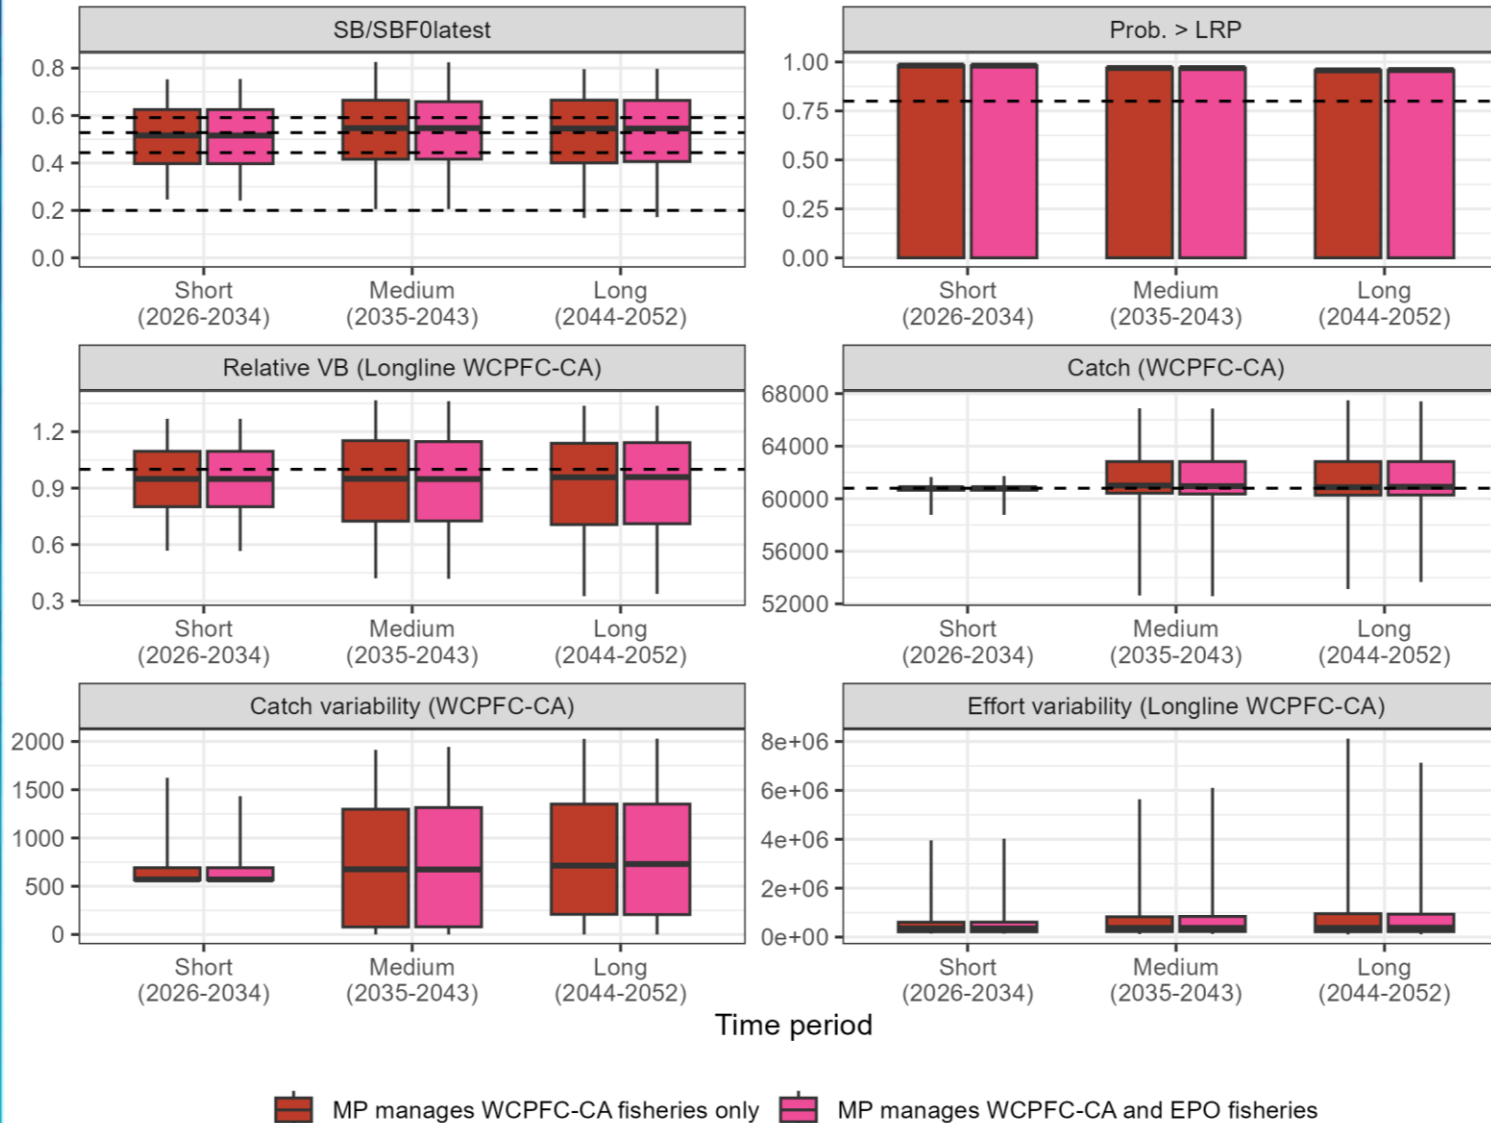 SB/SBF0latest
0.8
0.6
0.4
0.2
0.0
Short
(2026-2034)
Medium
(2035-2043)
Long
(2044-2052)
Prob. > LRP
1.00
0.75
0.50
0.25
0.00
Short
(2026-2034)
Medium
(2035-2043)
Long
(2044-2052)
Relative VB (Longline WCPFC-CA)
1.2
0.9
0.6
0.3
Short
(2026-2034)
Medium
(2035-2043)
Long
(2044-2052)
Catch (WCPFC-CA)
68000
64000
60000
56000
52000
Short
(2026-2034)
Medium
(2035-2043)
Long
(2044-2052)
Catch variability (WCPFC-CA)
2000
1500
1000
500
0
Short
(2026-2034)
Medium
(2035-2043)
Long
(2044-2052)
Effort variability (Longline WCPFC-CA)
8e+06
6e+06
4e+06
2e+06
0e+00
Short
(2026-2034)
Medium
(2035-2043)
Long
(2044-2052)
Time period
MP manages WCPFC-CA fisheries only
MP manages WCPFC-CA and EPO fisheries